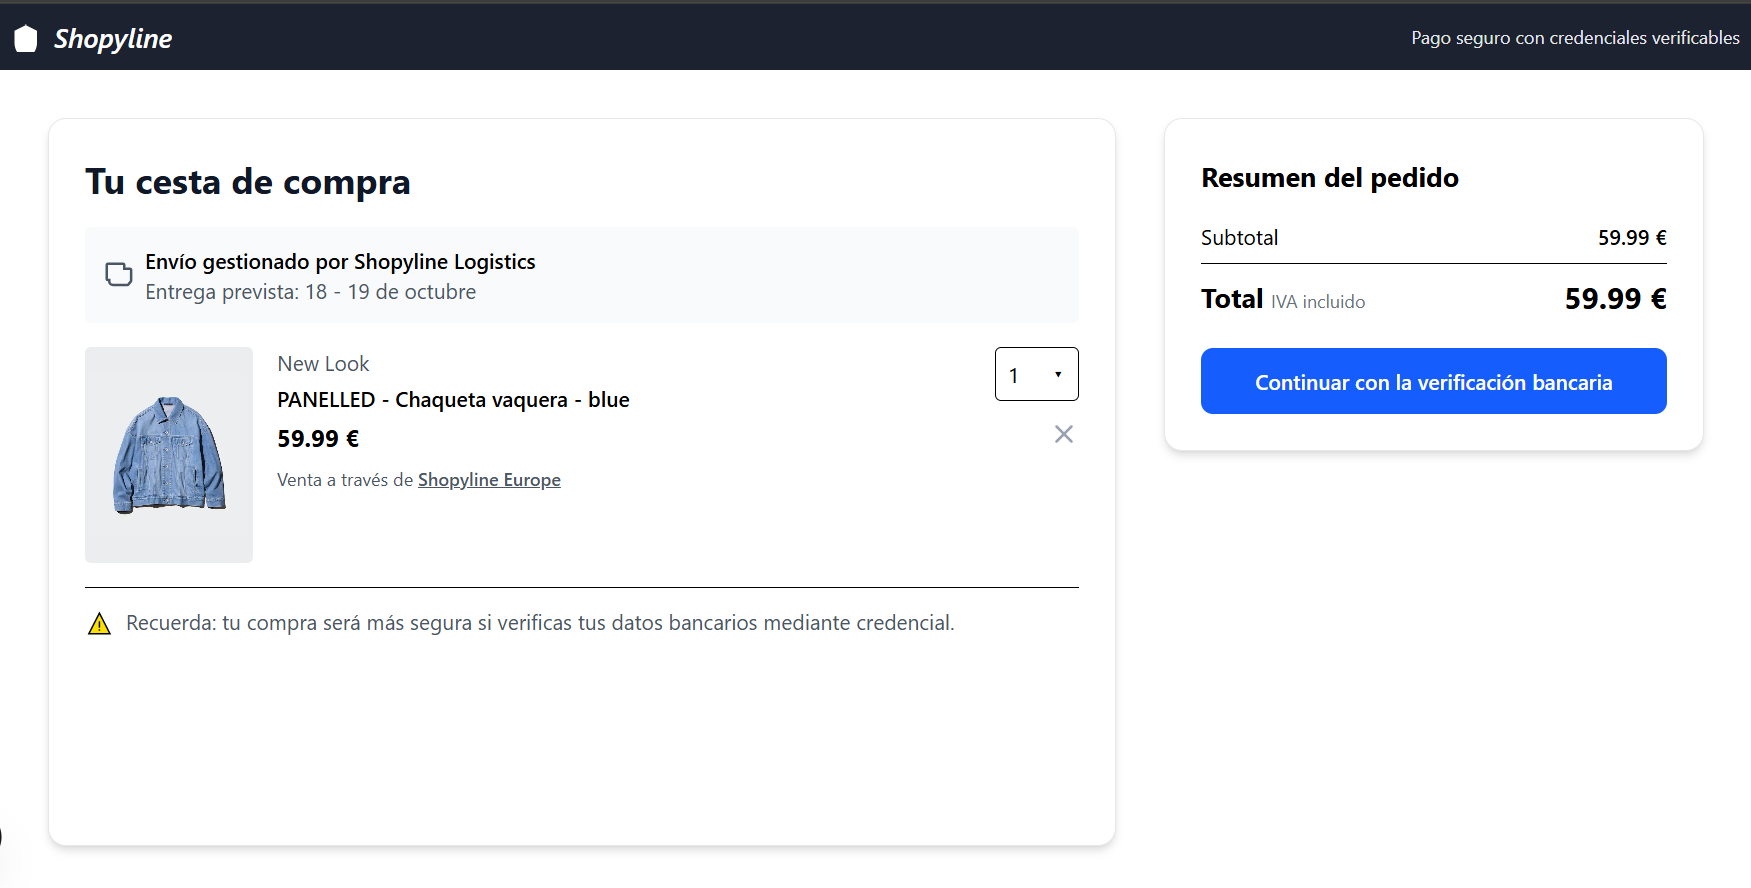 Shopyline
Pago seguro con credenciales verificables
Tu cesta de compra
Envío gestionado por Shopyline Logistics
Entrega prevista: 18 - 19 de octubre
New Look
PANELLED - Chaqueta vaquera - blue
59.99 €
Venta a través de Shopyline Europe
1
Recuerda: tu compra será más segura si verificas tus datos bancarios mediante credencial.
Resumen del pedido
Subtotal 59.99 €
Total IVA incluido 59.99 €
Continuar con la verificación bancaria